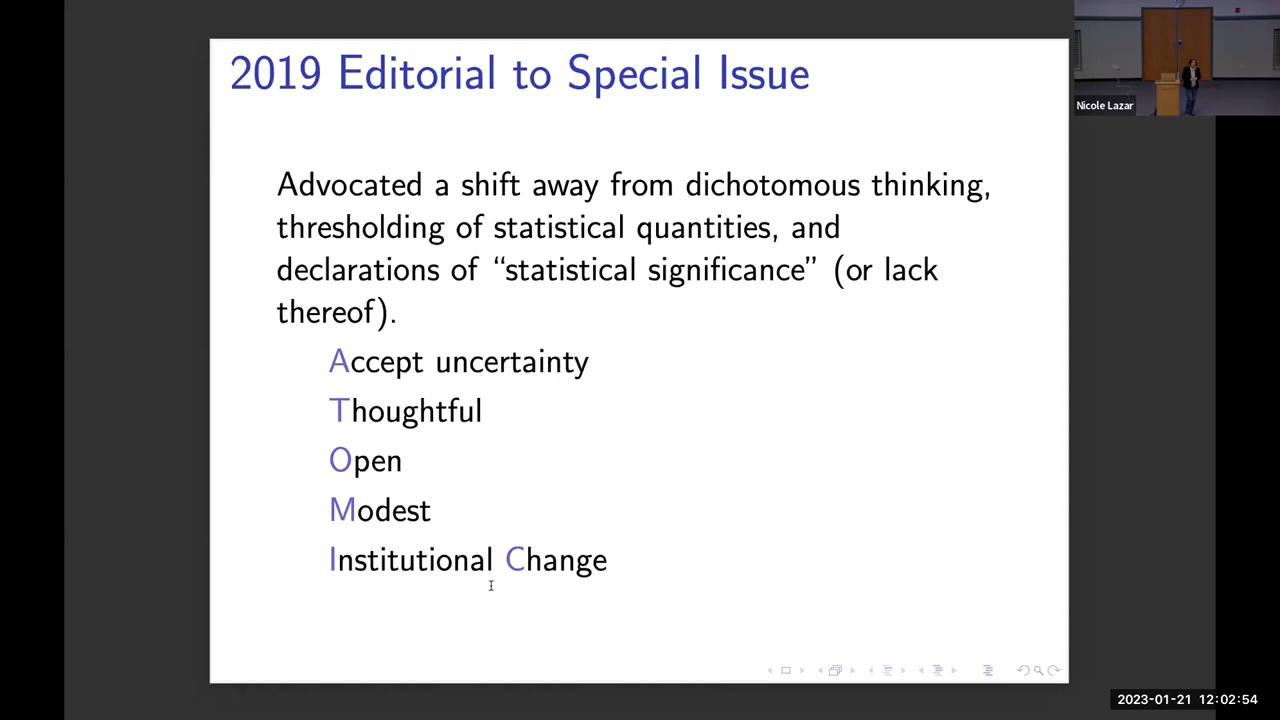 2019 Editorial to Special Issue
Nicole Lazar
Advocated a shift away from dichotomous thinking,
thresholding of statistical quantities, and
declarations of “statistical significance” (or lack
thereof).
Accept uncertainty
Thoughtful
Open
Modest
Institutional Change
2023-01-21 12:02:54